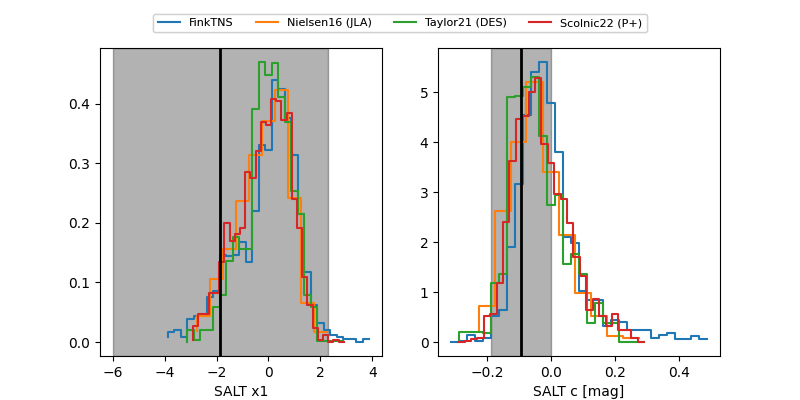 FinkTNS Nielsen16 (JLA) Taylor21 (DES) Scolnic22 (P+)
0.4
0.3
0.2
0.1
0.0
−6 −4 −2 0 2 4
SALT x1
5
4
3
2
1
0
−0.2 0.0 0.2 0.4
SALT c [mag]